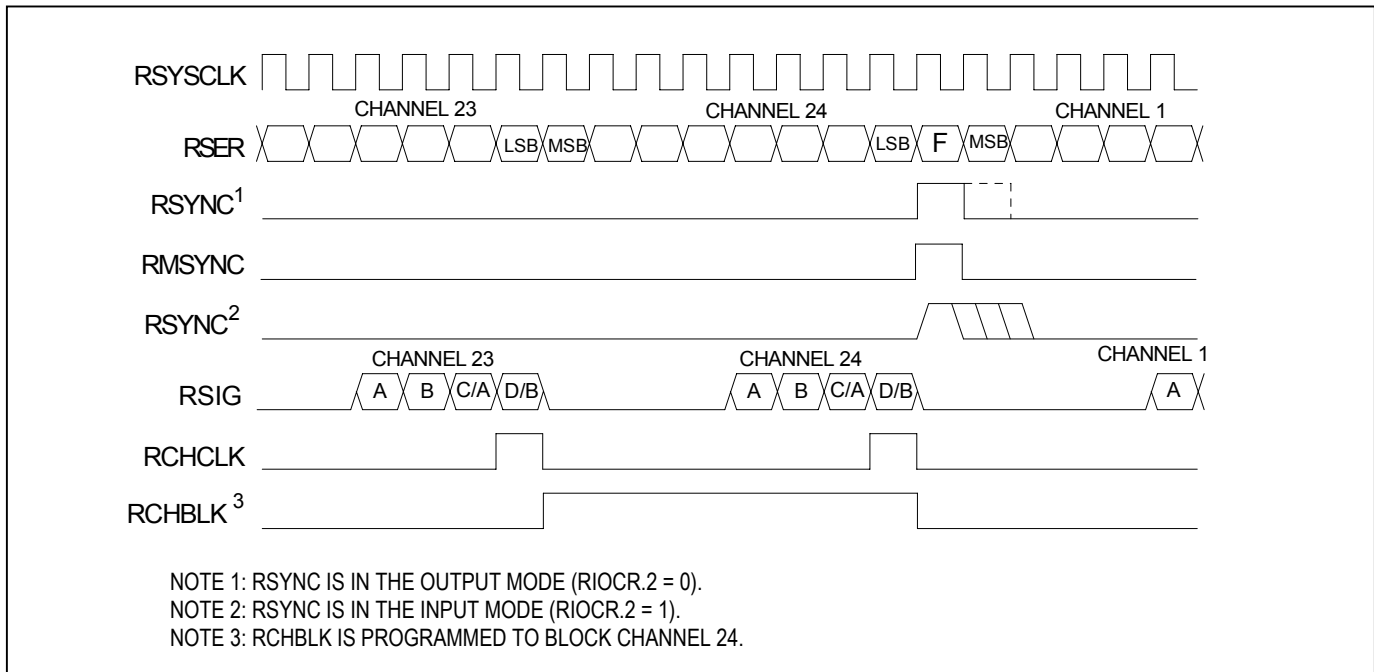 RSYSCLK
CHANNEL 23 CHANNEL 24 CHANNEL 1
RSER LSB MSB LSB F MSB
RSYNC1
RMSYNC
RSYNC2
CHANNEL 23 CHANNEL 24 CHANNEL 1
RSIG A B C/A D/B A B C/A D/B A
RCHCLK
RCHBLK 3
NOTE 1: RSYNC IS IN THE OUTPUT MODE (RIOCR.2 = 0).
NOTE 2: RSYNC IS IN THE INPUT MODE (RIOCR.2 = 1).
NOTE 3: RCHBLK IS PROGRAMMED TO BLOCK CHANNEL 24.